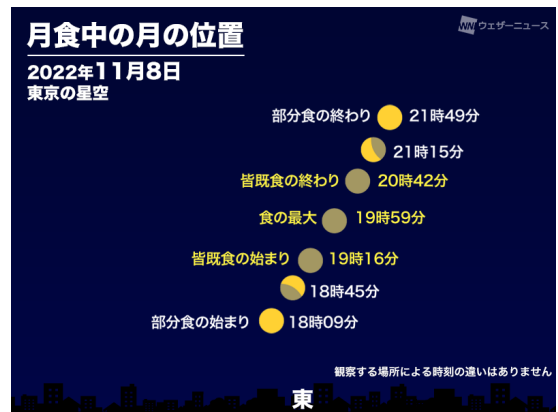 月食中の月の位置
ウェザーニュース
2022年11月8日
東京の星空
部分食の終わり 21時49分
21時15分
皆既食の終わり 20時42分
食の最大 19時59分
皆既食の始まり 19時16分
18時45分
部分食の始まり 18時09分
観察する場所による時刻の違いはありません
東